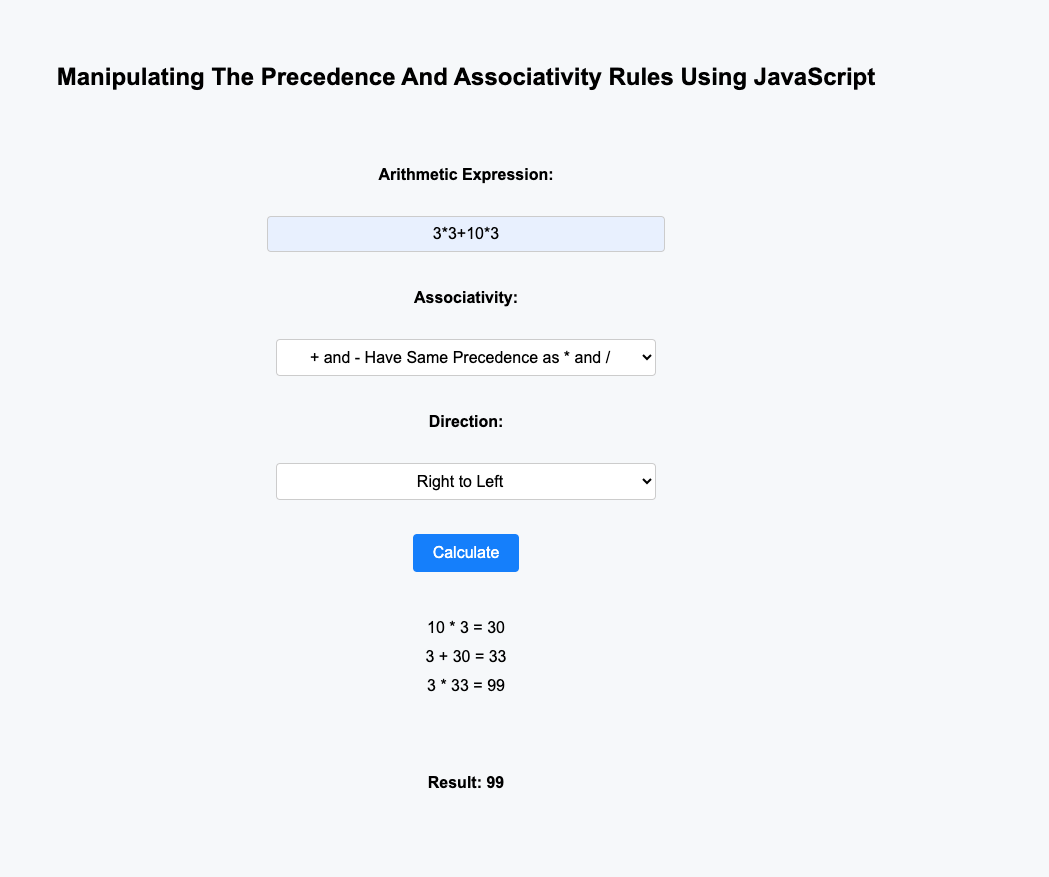 Manipulating The Precedence And Associativity Rules Using JavaScript
Arithmetic Expression:
3*3+10*3
Associativity:
+ and - Have Same Precedence as * and /
Direction:
Right to Left
Calculate
10 * 3 = 30
3 + 30 = 33
3 * 33 = 99
Result: 99